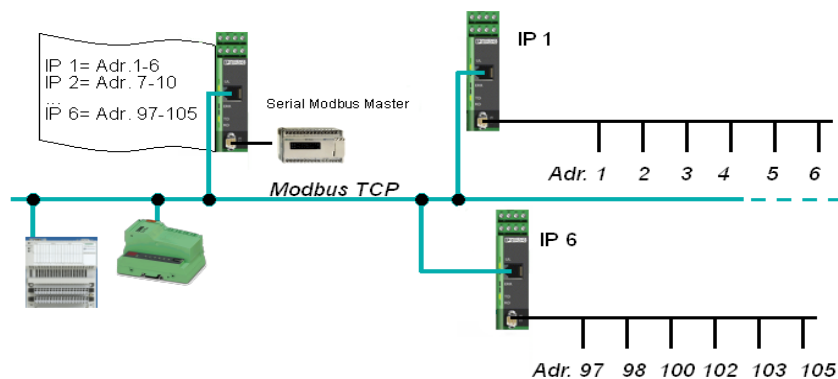 IP 1= Adr.1-6
IP 2= Adr. 7-10
...
IP 6= Adr. 97-105
Serial Modbus Master
IP 1
Adr. 1 2 3 4 5 6
Modbus TCP
IP 6
Adr. 97 98 100 102 103 105